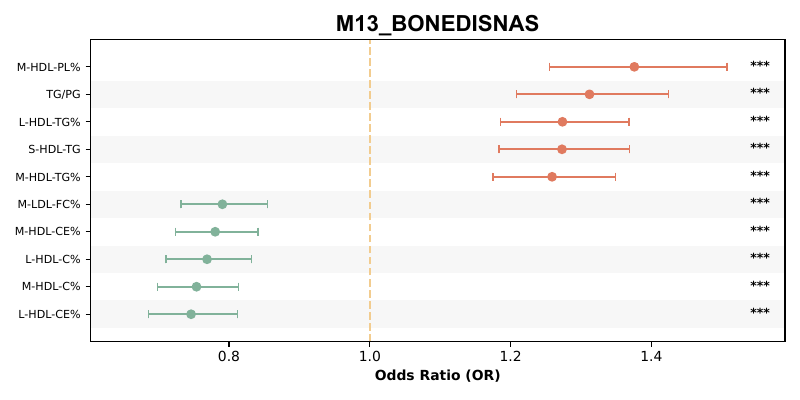 M13_BONEDISNAS
M-HDL-PL% ***
TG/PG ***
L-HDL-TG% ***
S-HDL-TG ***
M-HDL-TG% ***
M-LDL-FC% ***
M-HDL-CE% ***
L-HDL-C% ***
M-HDL-C% ***
L-HDL-CE% ***
0.8 1.0 1.2 1.4
Odds Ratio (OR)